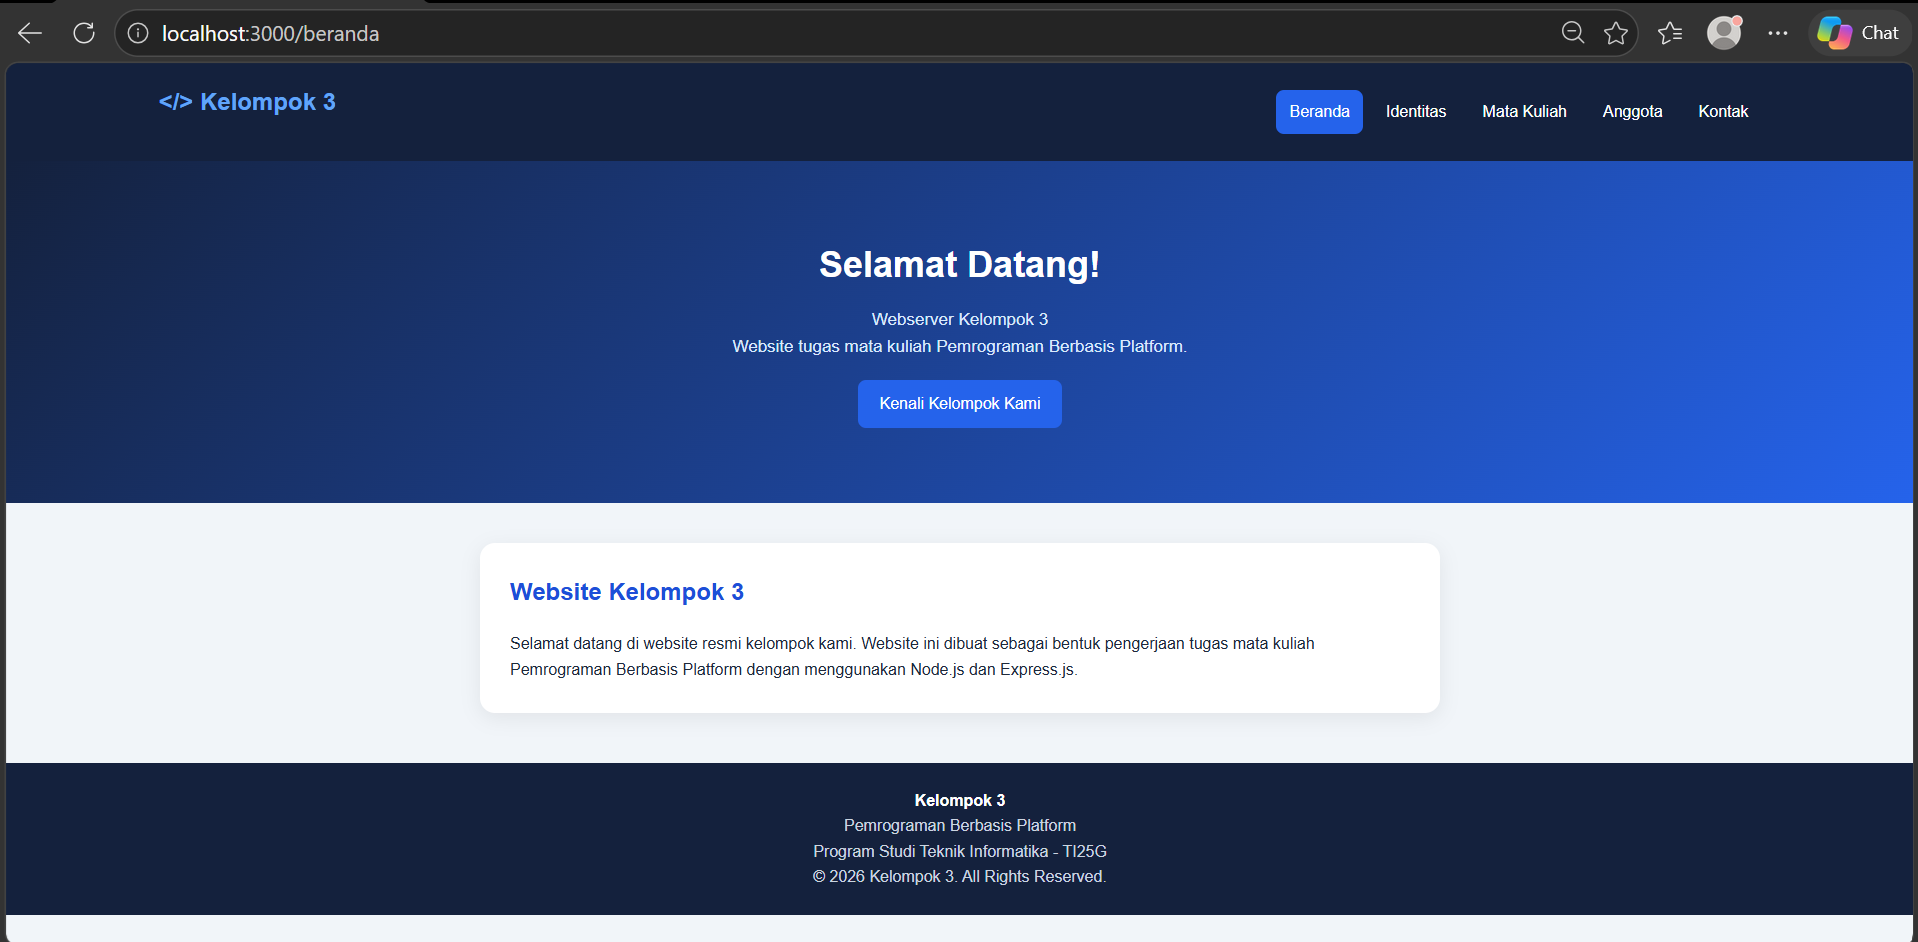 localhost:3000/beranda
Chat
</> Kelompok 3
Beranda
Identitas
Mata Kuliah
Anggota
Kontak
Selamat Datang!
Webserver Kelompok 3
Website tugas mata kuliah Pemrograman Berbasis Platform.
Kenali Kelompok Kami
Website Kelompok 3
Selamat datang di website resmi kelompok kami. Website ini dibuat sebagai bentuk pengerjaan tugas mata kuliah
Pemrograman Berbasis Platform dengan menggunakan Node.js dan Express.js.
Kelompok 3
Pemrograman Berbasis Platform
Program Studi Teknik Informatika - TI25G
© 2026 Kelompok 3. All Rights Reserved.